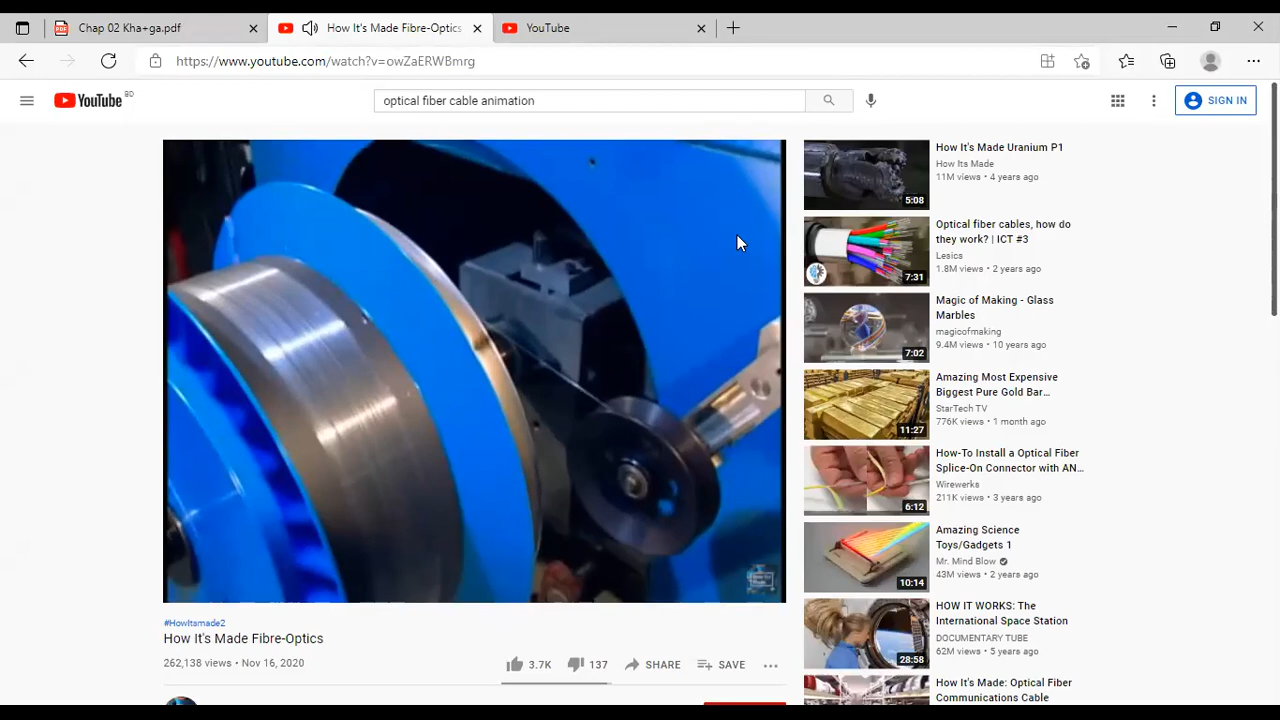 Chap 02 Kha+ga.pdf
How It's Made Fibre-Optics
YouTube
https://www.youtube.com/watch?v=owZaERWBmrg
YouTube BD
optical fiber cable animation
SIGN IN
How It's Made Uranium P1
How Its Made
11M views • 4 years ago
5:08
Optical fiber cables, how do
they work? | ICT #3
Lesics
1.8M views • 2 years ago
7:31
Magic of Making - Glass
Marbles
magicofmaking
9.4M views • 10 years ago
7:02
Amazing Most Expensive
Biggest Pure Gold Bar...
StarTech TV
776K views • 1 month ago
11:27
How-To Install a Optical Fiber
Splice-On Connector with AN...
Wirewerks
211K views • 3 years ago
6:12
Amazing Science
Toys/Gadgets 1
Mr. Mind Blow
43M views • 2 years ago
10:14
HOW IT WORKS: The
International Space Station
DOCUMENTARY TUBE
62M views • 5 years ago
28:58
How It's Made: Optical Fiber
Communications Cable
#HowItsmade2
How It's Made Fibre-Optics
262,138 views • Nov 16, 2020
3.7K
137
SHARE
SAVE